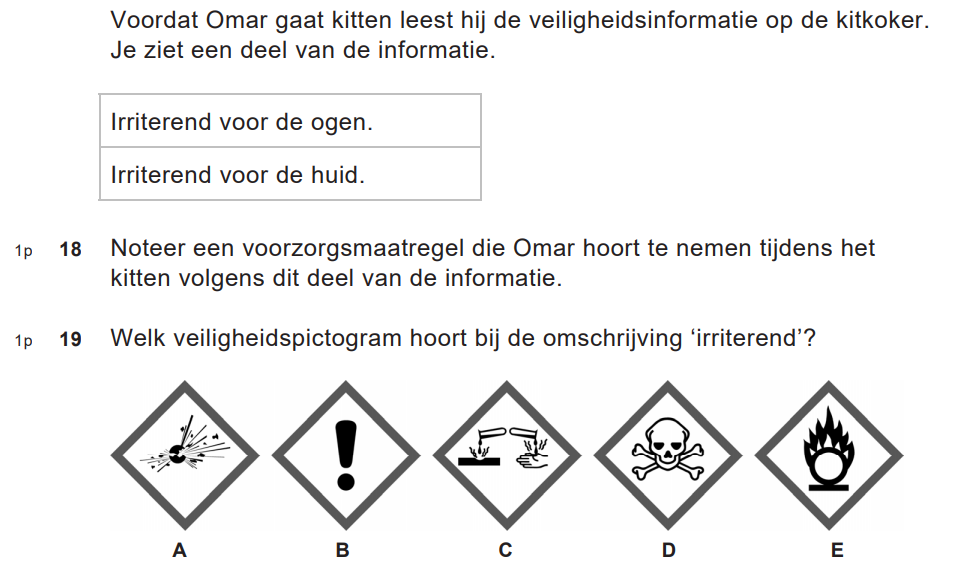 Voordat Omar gaat kitten leest hij de veiligheidsinformatie op de kitkoker.
Je ziet een deel van de informatie.
Irriterend voor de ogen.
Irriterend voor de huid.
1p 18 Noteer een voorzorgsmaatregel die Omar hoort te nemen tijdens het
kitten volgens dit deel van de informatie.
1p 19 Welk veiligheidspictogram hoort bij de omschrijving ‘irriterend’?
A B C D E